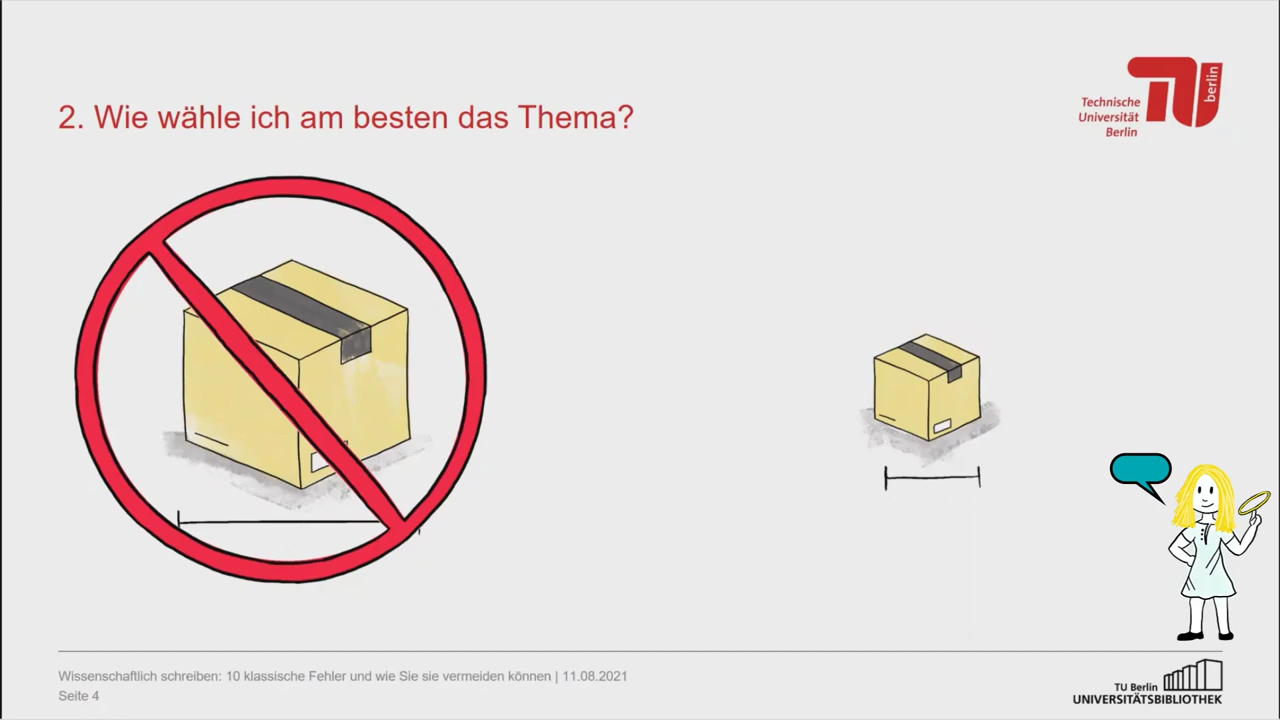 2. Wie wähle ich am besten das Thema?
Technische
Universität
Berlin
berlin
Wissenschaftlich schreiben: 10 klassische Fehler und wie Sie sie vermeiden können | 11.08.2021
Seite 4
TU Berlin
UNIVERSITÄTSBIBLIOTHEK